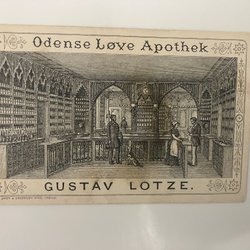 Odense Løve Apothek
GUSTAV LOTZE.